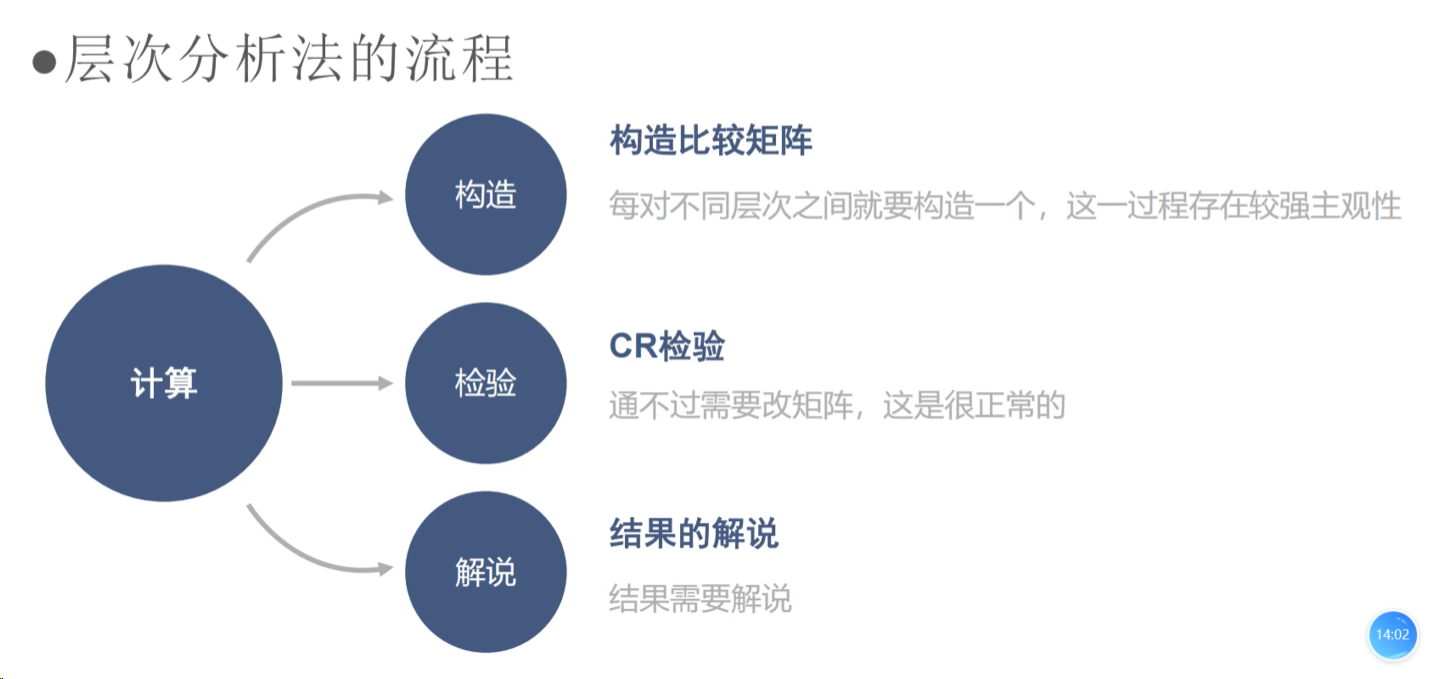 ●层次分析法的流程
计算
构造
构造比较矩阵
每对不同层次之间就要构造一个，这一过程存在较强主观性
检验
CR检验
通不过需要改矩阵，这是很正常的
解说
结果的解说
结果需要解说
14:02